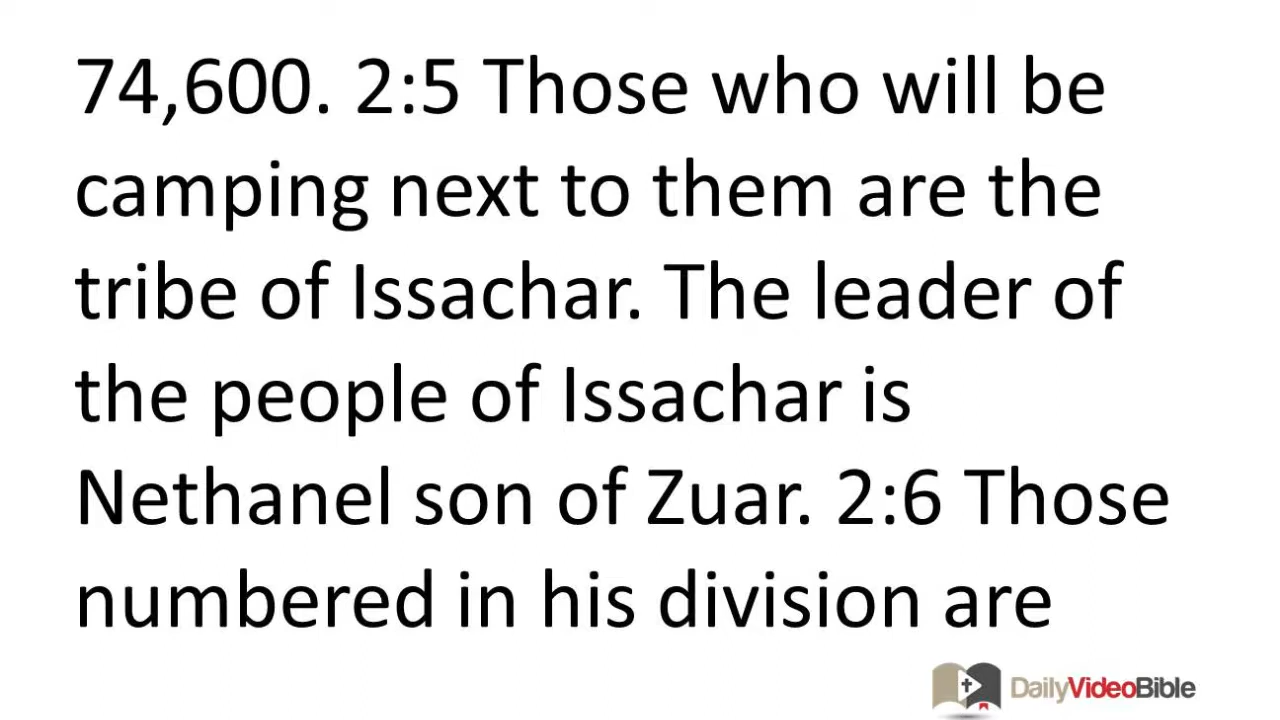 74,600. 2:5 Those who will be
camping next to them are the
tribe of Issachar. The leader of
the people of Issachar is
Nethanel son of Zuar. 2:6 Those
numbered in his division are
DailyVideoBible